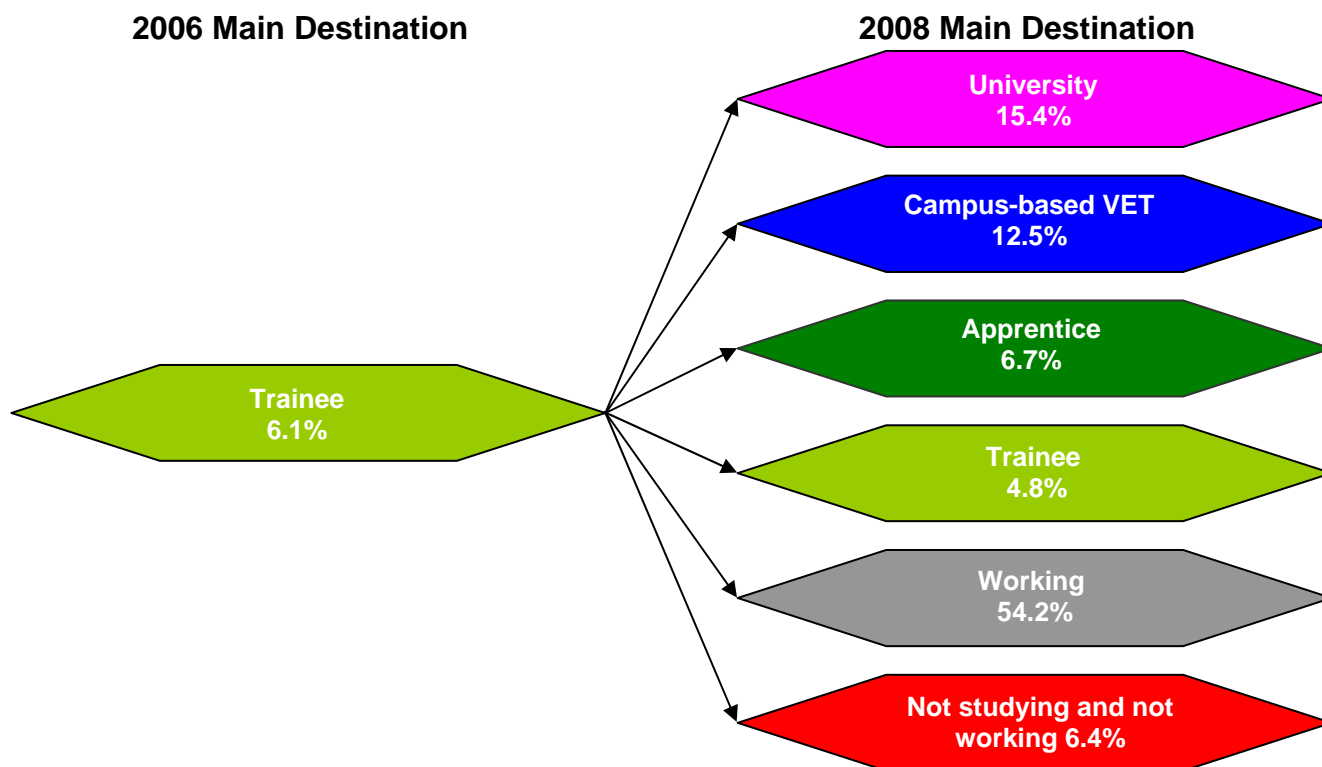 2006 Main Destination
2008 Main Destination
University
15.4%
Campus-based VET
12.5%
Apprentice
6.7%
Trainee
6.1%
Trainee
4.8%
Working
54.2%
Not studying and not
working 6.4%